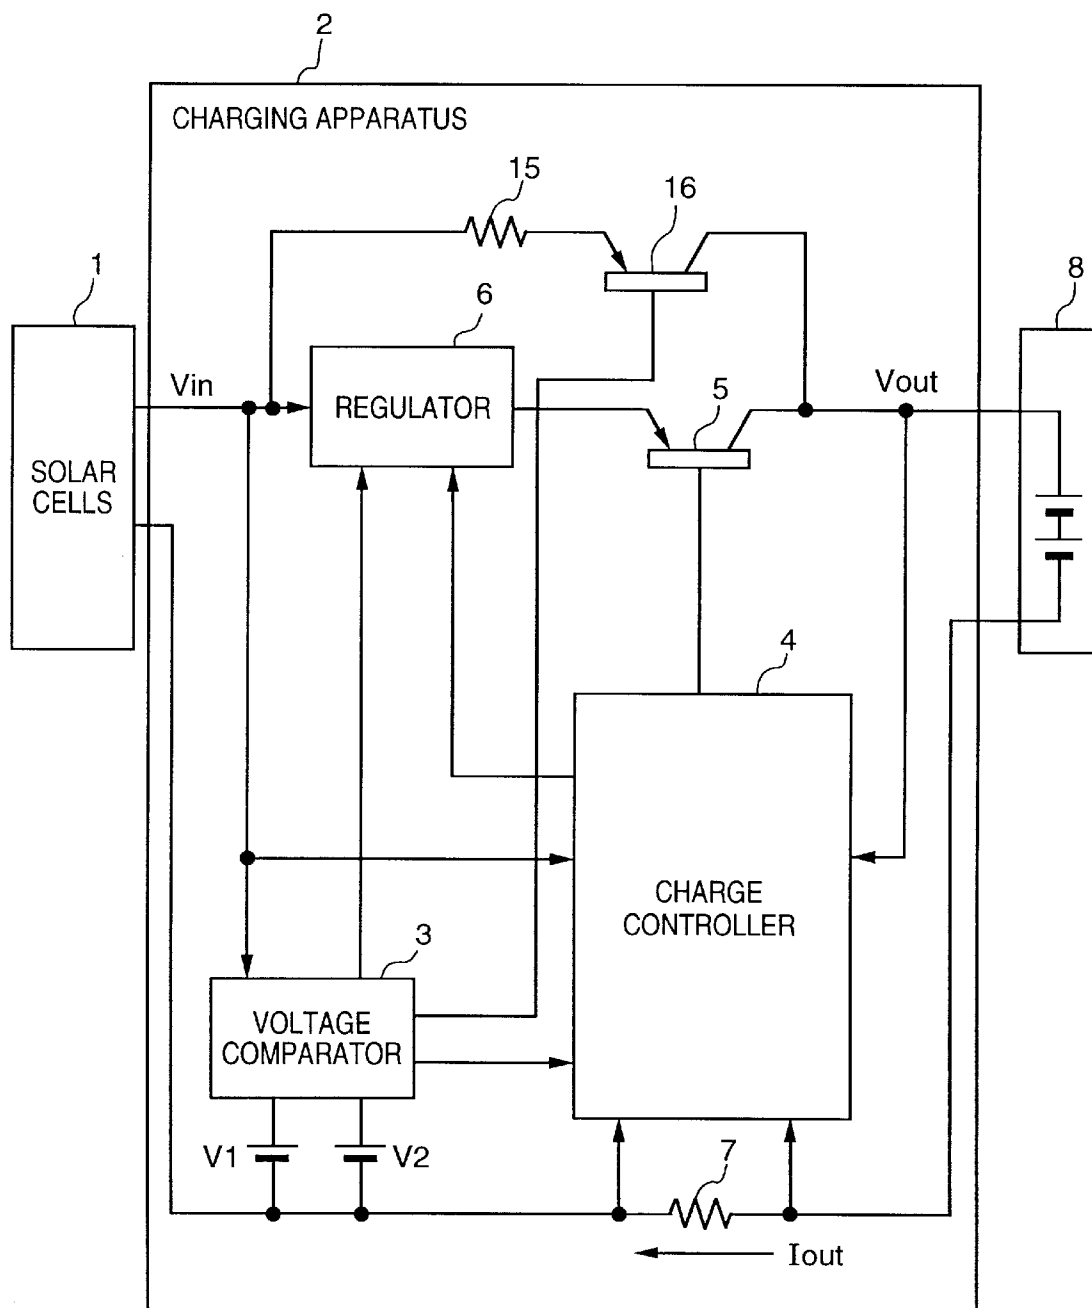 2
CHARGING APPARATUS
15
16
1
6
8
Vin
REGULATOR
5
Vout
SOLAR
CELLS
4
CHARGE
CONTROLLER
3
VOLTAGE
COMPARATOR
V1
V2
7
Iout